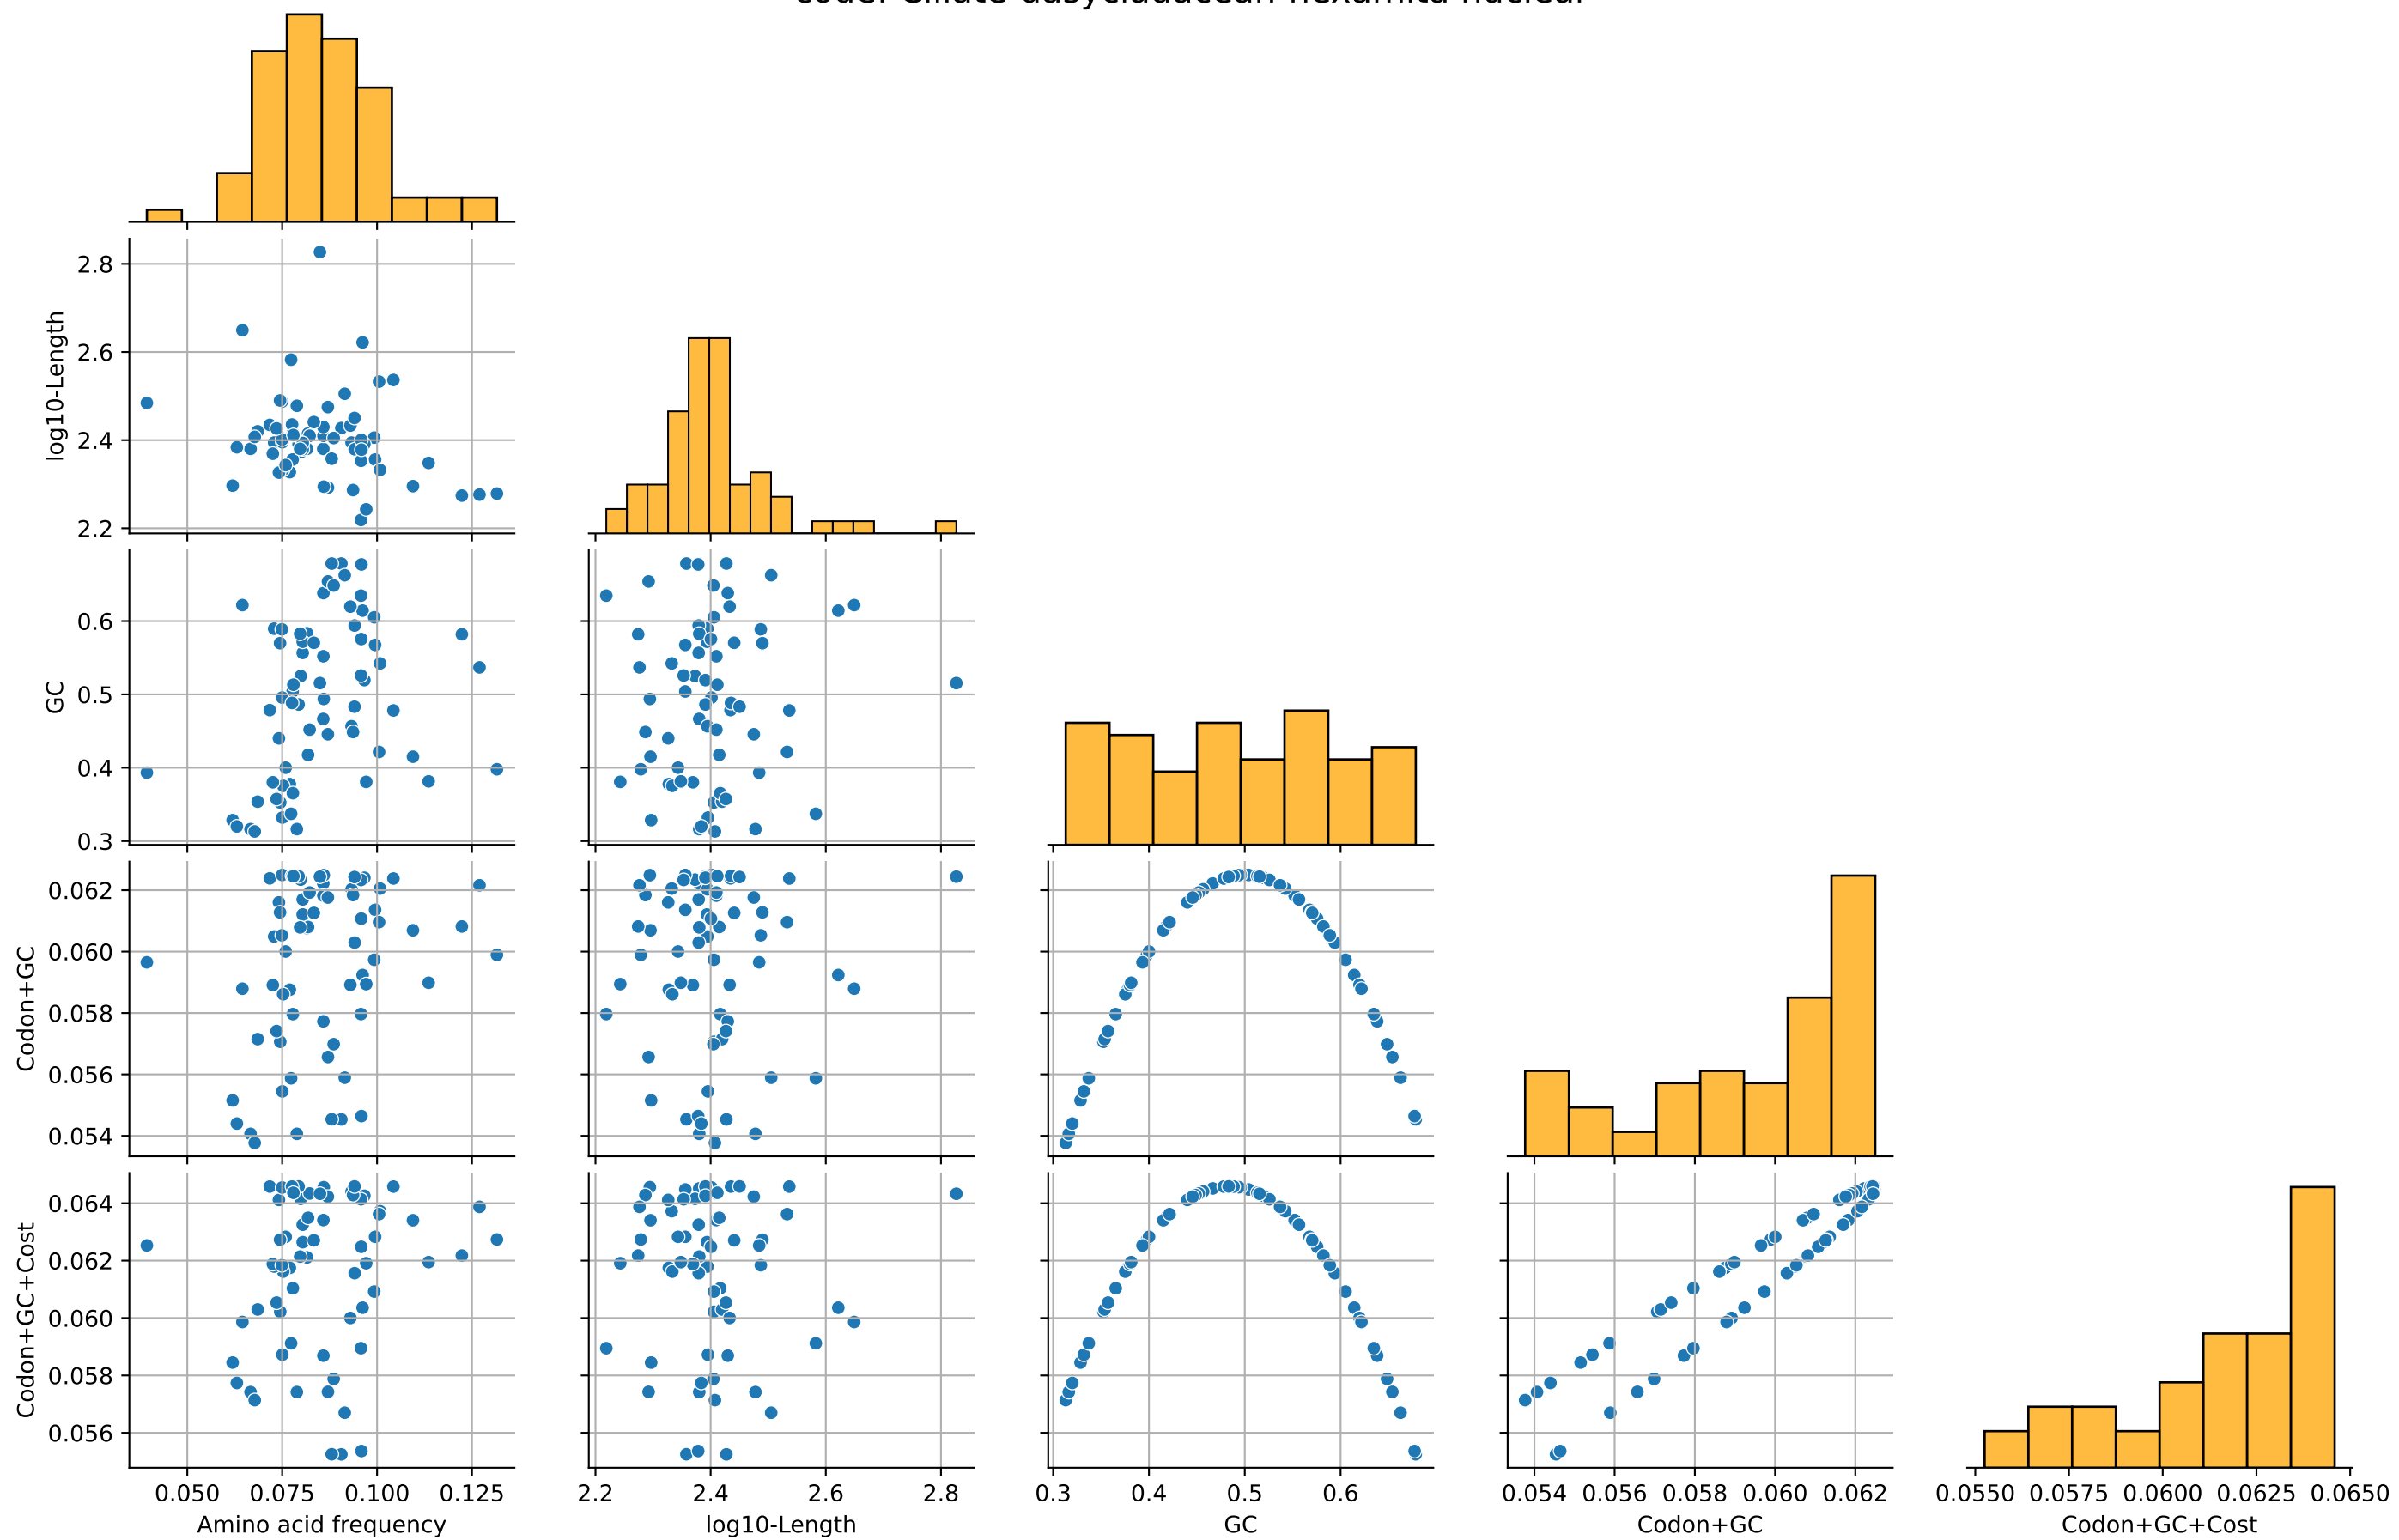 code: Ciliate dasycladacean hexamita nuclear
2.8
2.6
2.4
2.2
log10-Length
0.6
0.5
0.4
0.3
GC
0.062
0.060
0.058
0.056
0.054
Codon+GC
0.064
0.062
0.060
0.058
0.056
Codon+GC+Cost
0.050 0.075 0.100 0.125
Amino acid frequency
2.2 2.4 2.6 2.8
log10-Length
0.3 0.4 0.5 0.6
GC
0.054 0.056 0.058 0.060 0.062
Codon+GC
0.0550 0.0575 0.0600 0.0625 0.0650
Codon+GC+Cost